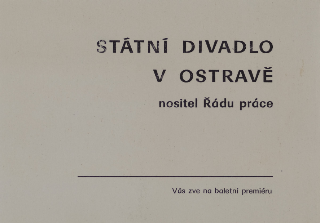 STÁTNÍ DIVADLO
V OSTRAVĚ
nositel Řádu práce
Vás zve na baletní premiéru